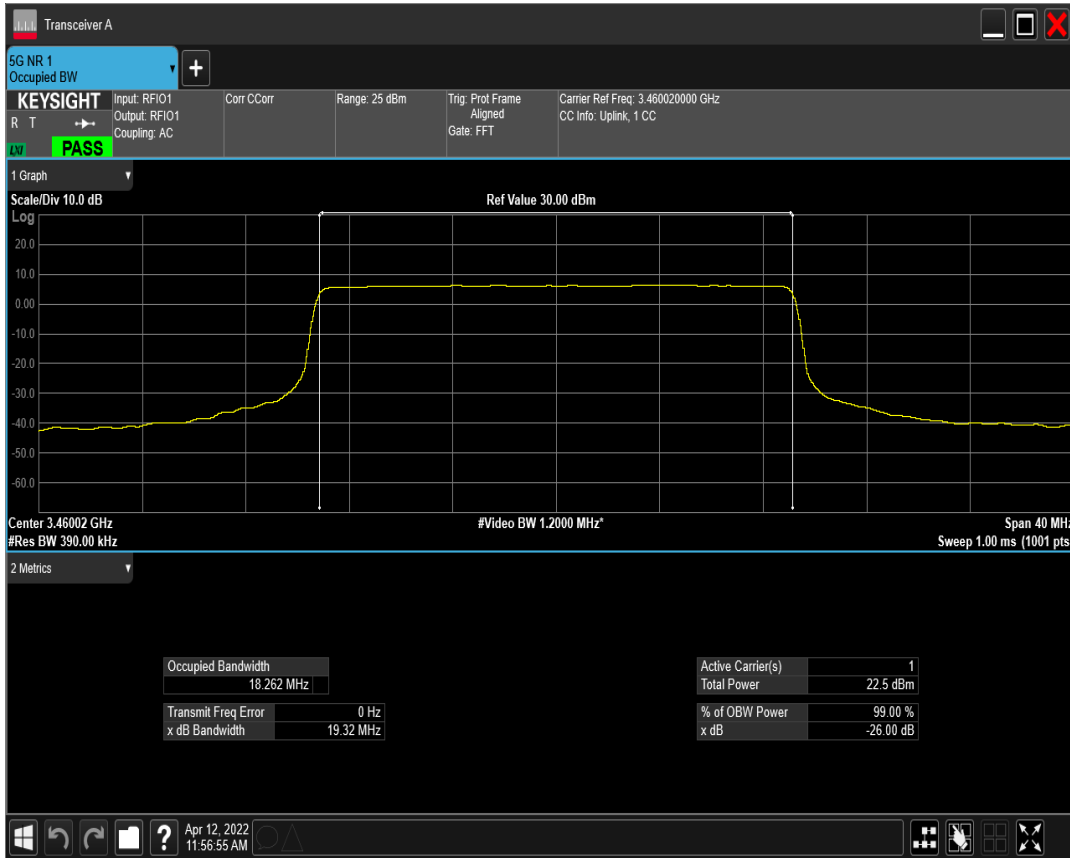 Transceiver A
5G NR 1
Occupied BW
KEYSIGHT
Input: RFIO1
Corr CCorr
Range: 25 dBm
Trig: Prot Frame
Carrier Ref Freq: 3.460020000 GHz
R T
Output: RFIO1
Aligned
CC Info: Uplink, 1 CC
Coupling: AC
Gate: FFT
LXI
PASS
1 Graph
Scale/Div 10.0 dB
Ref Value 30.00 dBm
Log
20.0
10.0
0.00
-10.0
-20.0
-30.0
-40.0
-50.0
-60.0
Center 3.46002 GHz
#Video BW 1.2000 MHz*
Span 40 MHz
#Res BW 390.00 kHz
Sweep 1.00 ms (1001 pts
2 Metrics
Occupied Bandwidth
18.262 MHz
Active Carrier(s) 1
Total Power 22.5 dBm
Transmit Freq Error 0 Hz
% of OBW Power 99.00 %
x dB Bandwidth 19.32 MHz
x dB -26.00 dB
Apr 12, 2022
11:56:55 AM